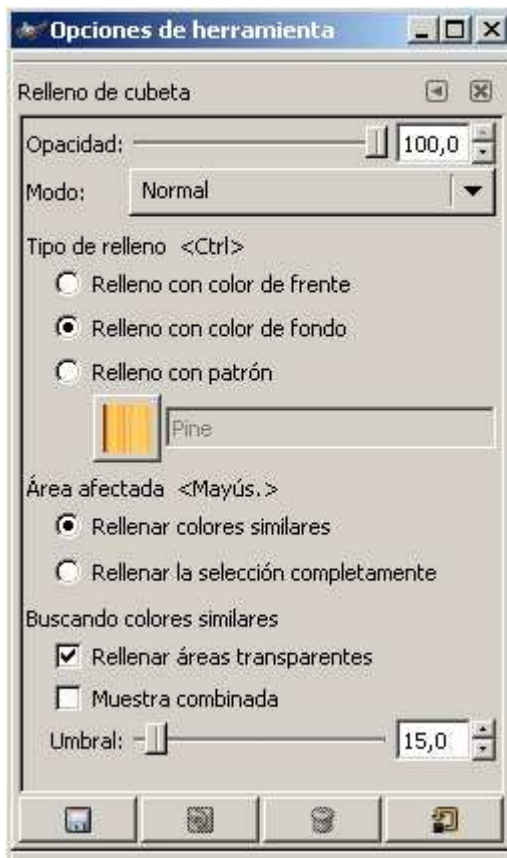 Opciones de herramienta
Relleno de cubeta
Opacidad: 100,0
Modo: Normal
Tipo de relleno <Ctrl>
Relleno con color de frente
Relleno con color de fondo
Relleno con patrón
Pine
Área afectada <Mayús.>
Rellenar colores similares
Rellenar la selección completamente
Buscando colores similares
Rellenar áreas transparentes
Muestra combinada
Umbral: 15,0